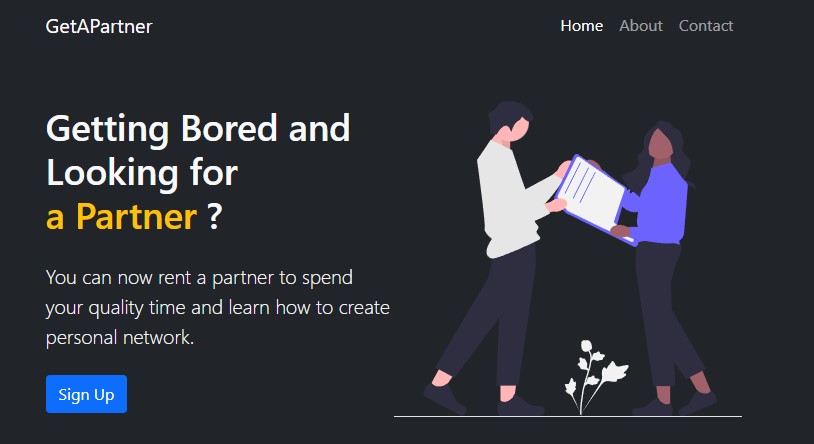 GetAPartner
Home About Contact
Getting Bored and
Looking for
a Partner ?
You can now rent a partner to spend
your quality time and learn how to create
personal network.
Sign Up